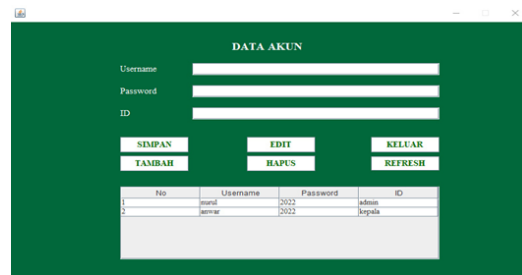 DATA AKUN
Username
Password
ID
SIMPAN EDIT KELUAR
TAMBAH HAPUS REFRESH
No Username Password ID
1 nurul 2022 admin
2 anwar 2022 kepala